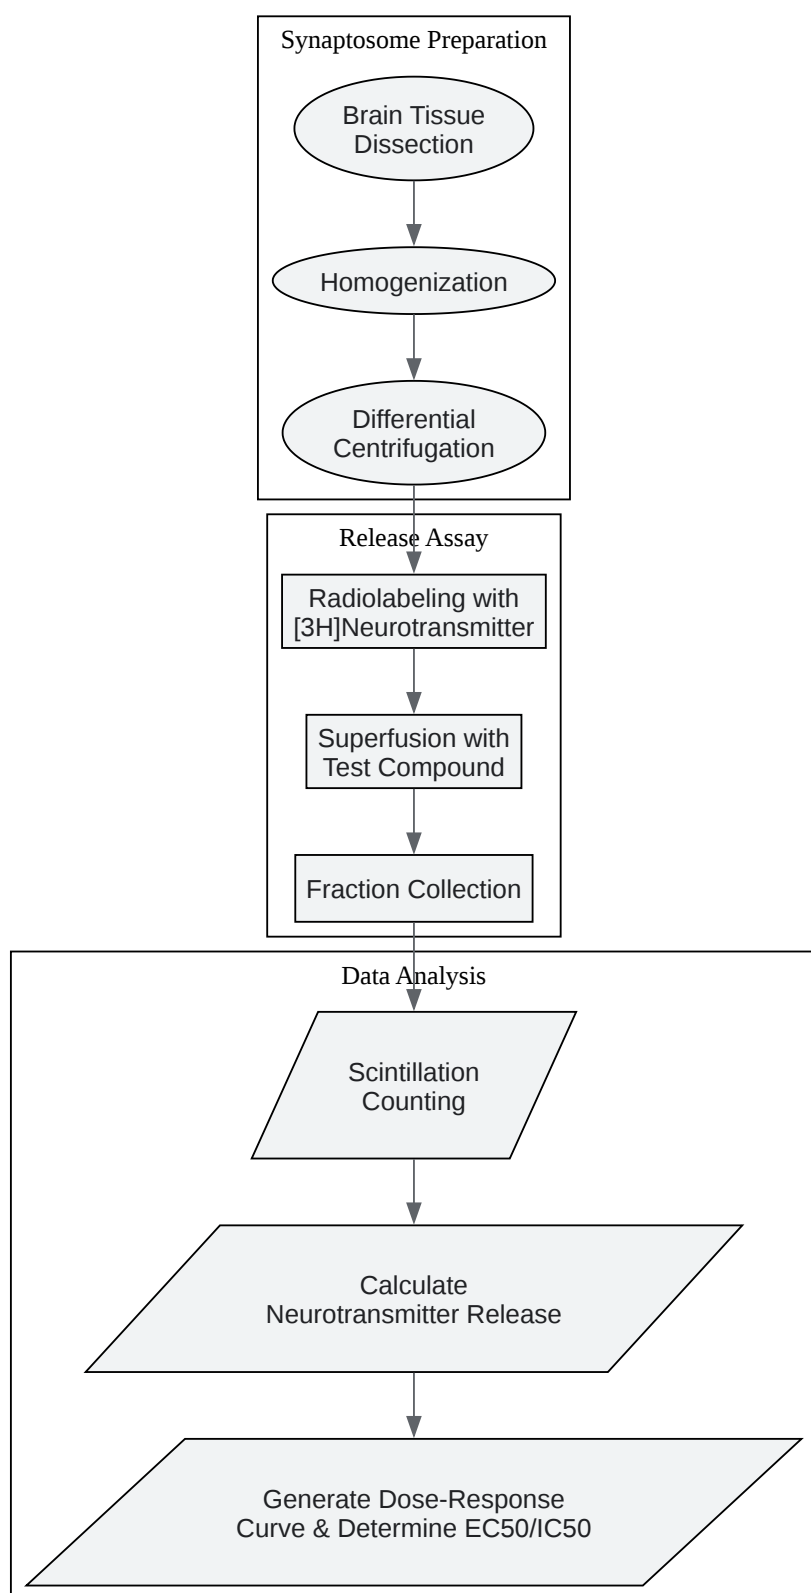 Synaptosome Preparation
Brain Tissue
Dissection
Homogenization
Differential
Centrifugation
Release Assay
Radiolabeling with
[3H]Neurotransmitter
Superfusion with
Test Compound
Fraction Collection
Data Analysis
Scintillation
Counting
Calculate
Neurotransmitter Release
Generate Dose-Response
Curve & Determine EC50/IC50